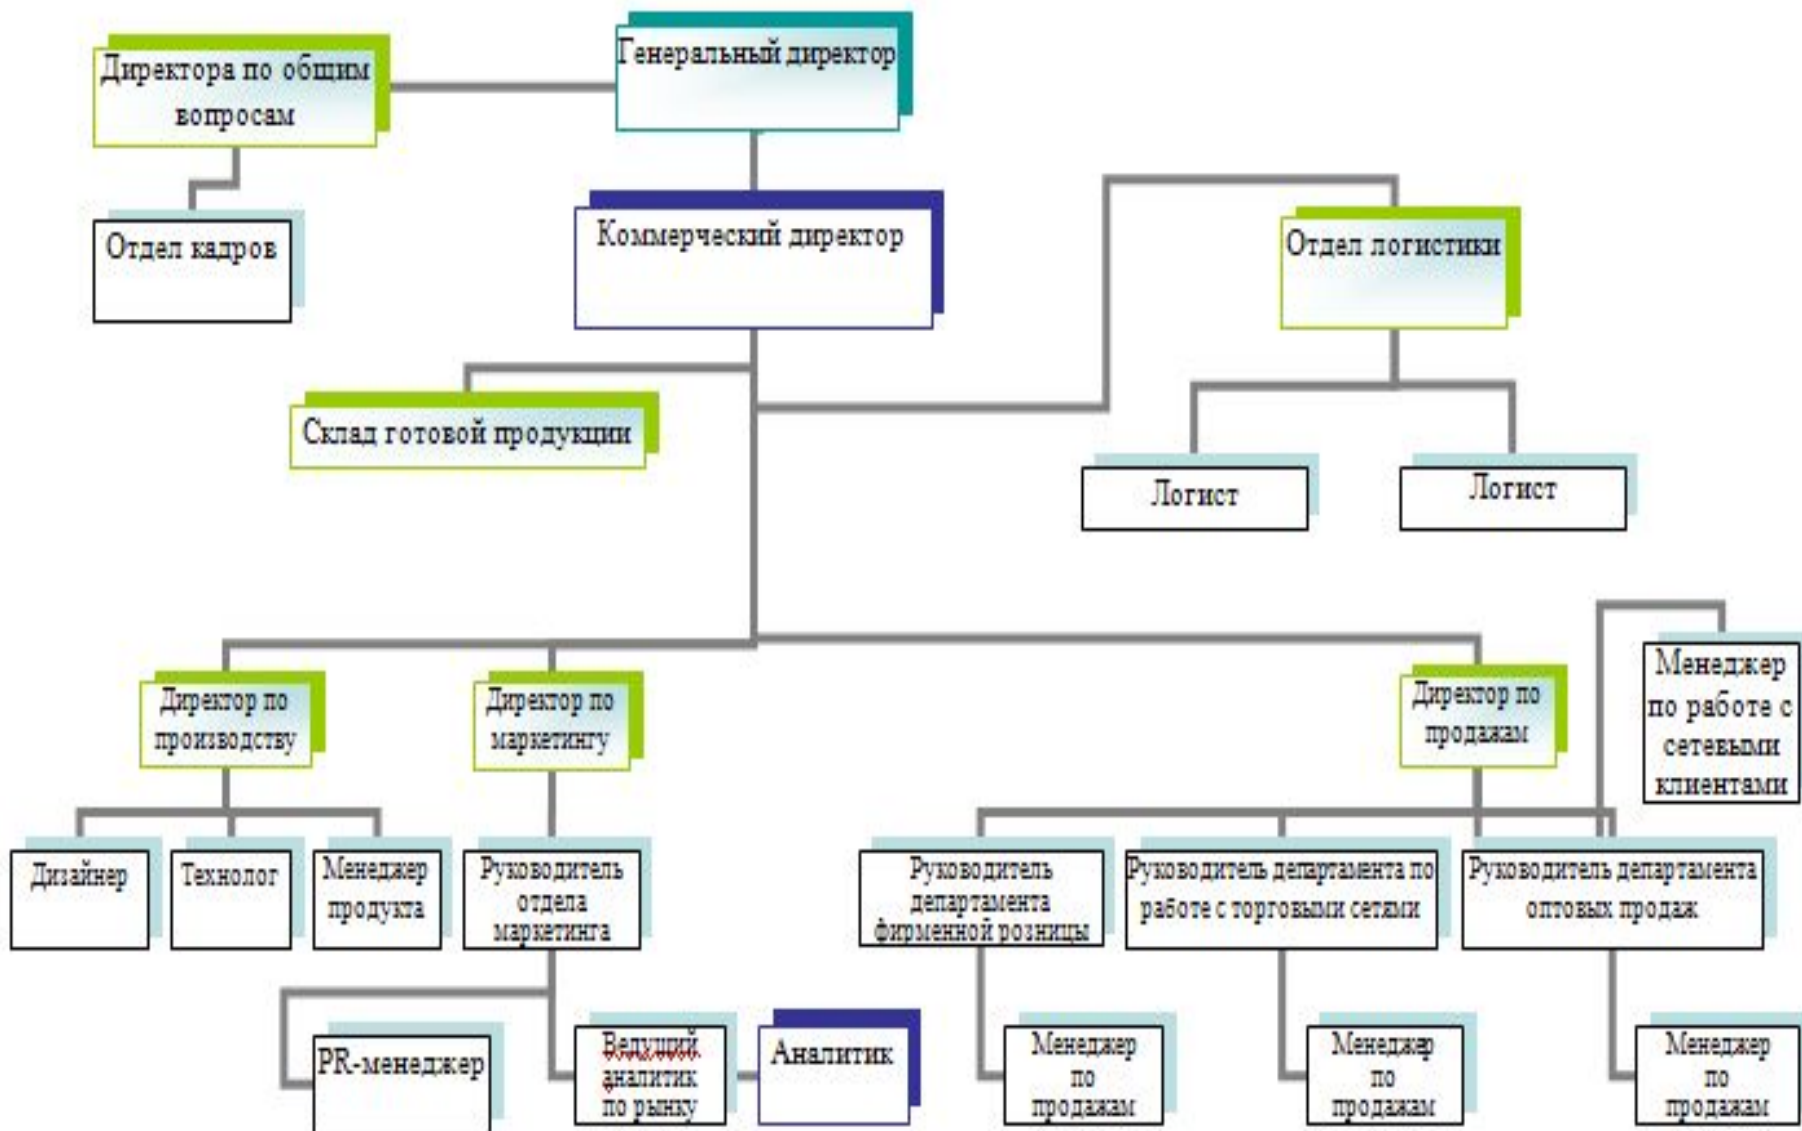 Генеральный директор
Директора по общим
вопросам
Отдел кадров
Коммерческий директор
Отдел логистики
Склад готовой продукции
Логист
Логист
Менеджер
по работе с
сетевыми
клиентами
Директор по
производству
Директор по
маркетингу
Директор по
продажам
Дизайнер
Технолог
Менеджер
продукта
Руководитель
отдела
маркетинга
Руководитель
департамента
фирменной розницы
Руководитель департамента по
работе с торговыми сетями
Руководитель департамента
оптовых продаж
PR-менеджер
Ведущий
аналитик
по рынку
Аналитик
Менеджер
по
продажам
Менеджер
по
продажам
Менеджер
по
продажам